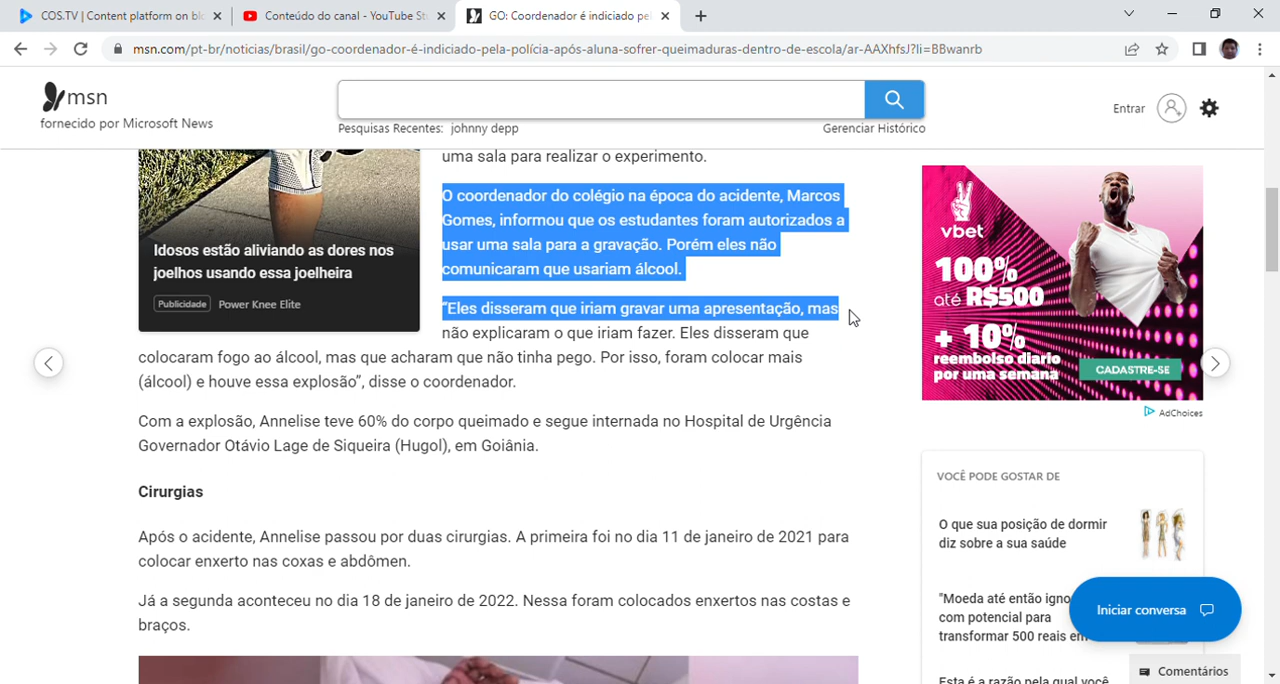 COS.TV | Content platform on blo
Conteúdo do canal - YouTube St
GO: Coordenador é indiciado pel
msn.com/pt-br/noticias/brasil/go-coordenador-é-indiciado-pela-polícia-após-aluna-sofrer-queimaduras-dentro-de-escola/ar-AAXhfsJ?li=BBwanrb
msn
fornecido por Microsoft News
Pesquisas Recentes: johnny depp
Gerenciar Histórico
Entrar
Idosos estão aliviando as dores nos
joelhos usando essa joelheira
Publicidade Power Knee Elite
uma sala para realizar o experimento.
O coordenador do colégio na época do acidente, Marcos
Gomes, informou que os estudantes foram autorizados a
usar uma sala para a gravação. Porém eles não
comunicaram que usariam álcool.
“Eles disseram que iriam gravar uma apresentação, mas
não explicaram o que iriam fazer. Eles disseram que
colocaram fogo ao álcool, mas que acharam que não tinha pego. Por isso, foram colocar mais
(álcool) e houve essa explosão”, disse o coordenador.
Com a explosão, Annelise teve 60% do corpo queimado e segue internada no Hospital de Urgência
Governador Otávio Lage de Siqueira (Hugol), em Goiânia.
Cirurgias
Após o acidente, Annelise passou por duas cirurgias. A primeira foi no dia 11 de janeiro de 2021 para
colocar enxerto nas coxas e abdômen.
Já a segunda aconteceu no dia 18 de janeiro de 2022. Nessa foram colocados enxertos nas costas e
braços.
vbet
100%
até R$500
+ 10%
reembolso diario
por uma semana
CADASTRE-SE
AdChoices
VOCÊ PODE GOSTAR DE
O que sua posição de dormir
diz sobre a sua saúde
"Moeda até então igno
com potencial para
transformar 500 reais em
Esta é a razão pela qual você
Iniciar conversa
Comentários